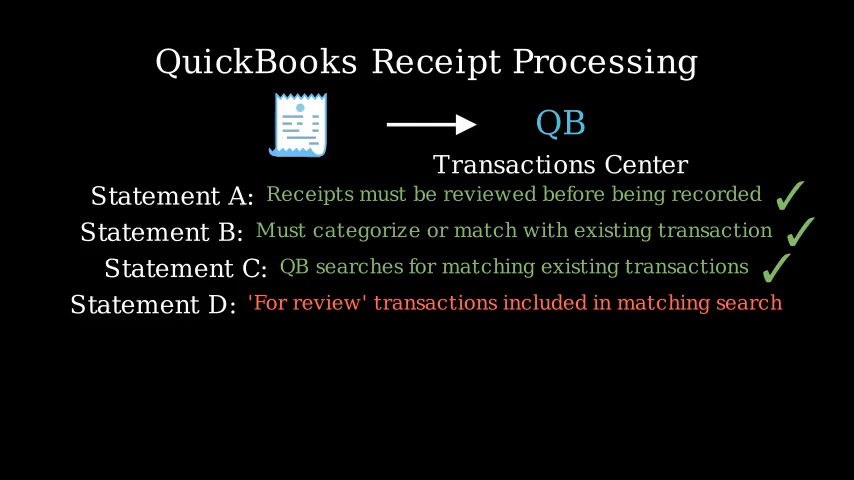 QuickBooks Receipt Processing
QB
Transactions Center
Statement A: Receipts must be reviewed before being recorded ✓
Statement B: Must categorize or match with existing transaction ✓
Statement C: QB searches for matching existing transactions ✓
Statement D: 'For review' transactions included in matching search